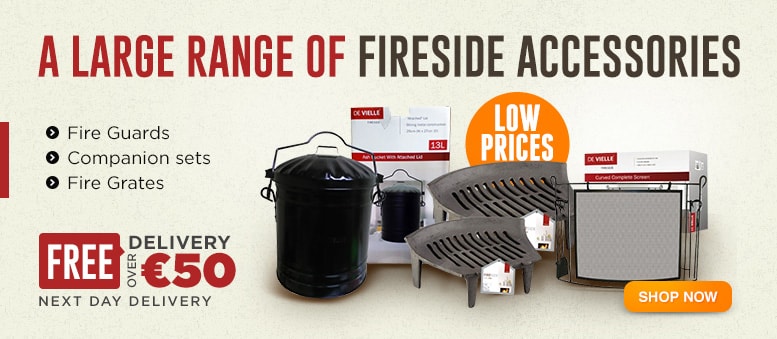 A LARGE RANGE OF FIRESIDE ACCESSORIES
Fire Guards
Companion sets
Fire Grates
LOW
PRICES
DE VIELLE
13L
Ash Bucket With Attached Lid
DE VIELLE
Curved Complete Screen
FREE
DELIVERY
OVER
€50
NEXT DAY DELIVERY
SHOP NOW